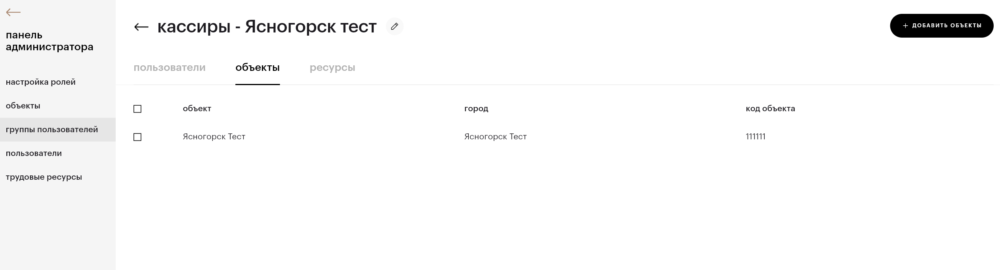 панель
администратора
настройка ролей
объекты
группы пользователей
пользователи
трудовые ресурсы
кассиры - Ясногорск тест
+ ДОБАВИТЬ ОБЪЕКТЫ
пользователи объекты ресурсы
объект город код объекта
Ясногорск Тест Ясногорск Тест 111111